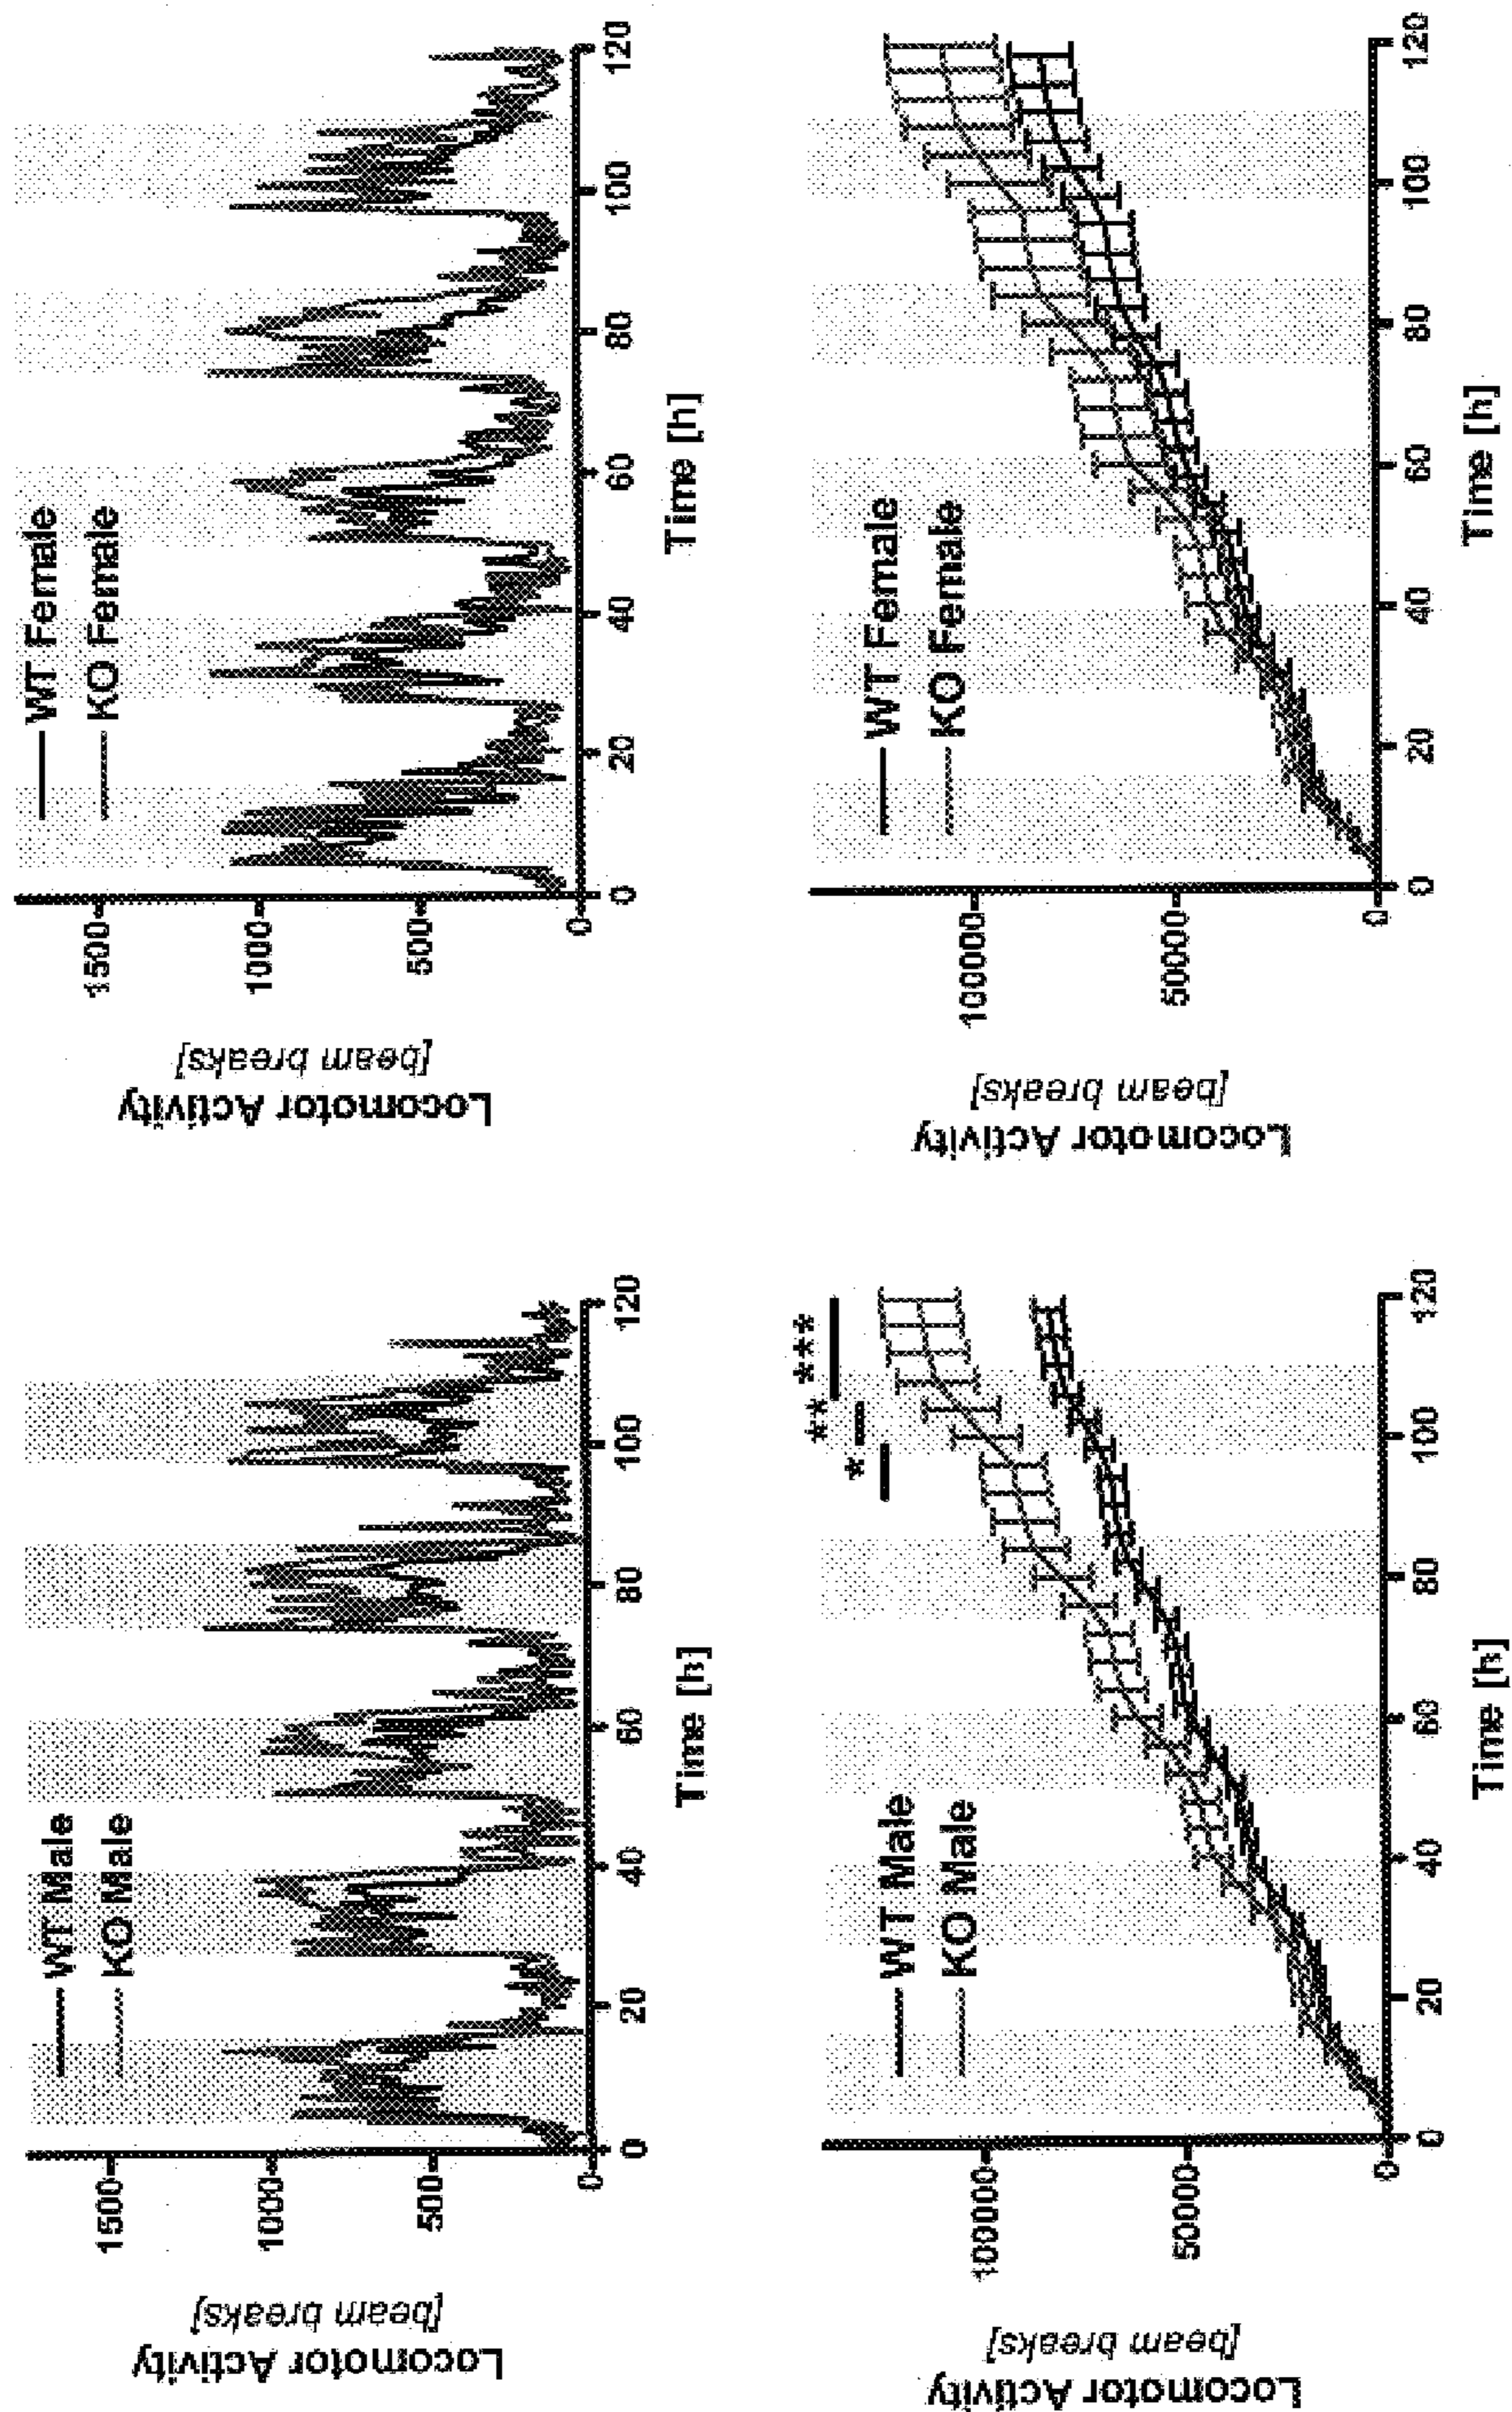 Locomotor Activity
[beam breaks]
1500
1000
500
0
WT Male
KO Male
0 20 40 60 80 100 120
Time [h]
Locomotor Activity
[beam breaks]
1500
1000
500
0
WT Female
KO Female
0 20 40 60 80 100 120
Time [h]
Locomotor Activity
[beam breaks]
100000
50000
0
WT Male
KO Male
*
**
***
0 20 40 60 80 100 120
Time [h]
Locomotor Activity
[beam breaks]
100000
50000
0
WT Female
KO Female
0 20 40 60 80 100 120
Time [h]